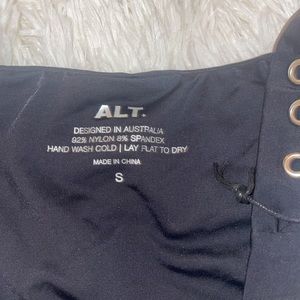 ALT.
DESIGNED IN AUSTRALIA
92% NYLON 8% SPANDEX
HAND WASH COLD | LAY FLAT TO DRY
MADE IN CHINA
S